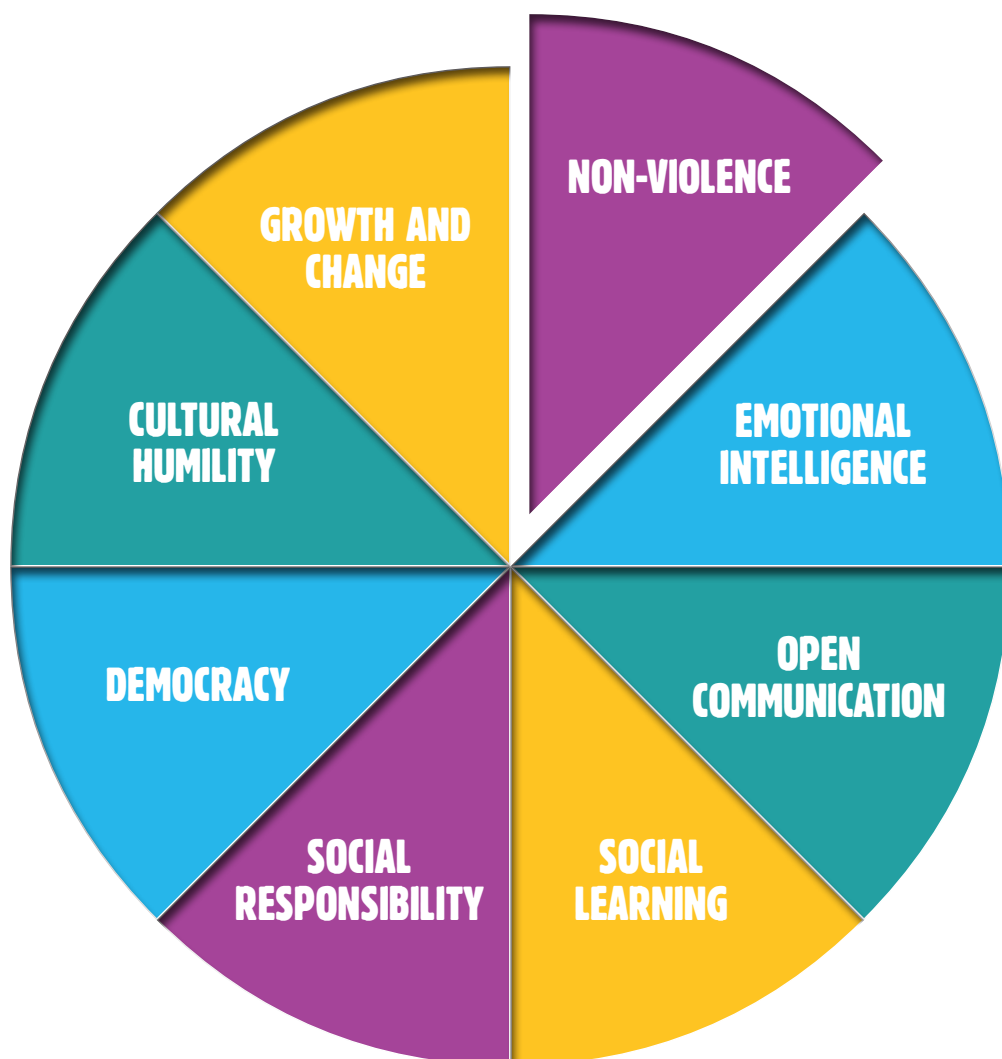 NON-VIOLENCE
EMOTIONAL
INTELLIGENCE
OPEN
COMMUNICATION
SOCIAL
LEARNING
SOCIAL
RESPONSIBILITY
DEMOCRACY
CULTURAL
HUMILITY
GROWTH AND
CHANGE